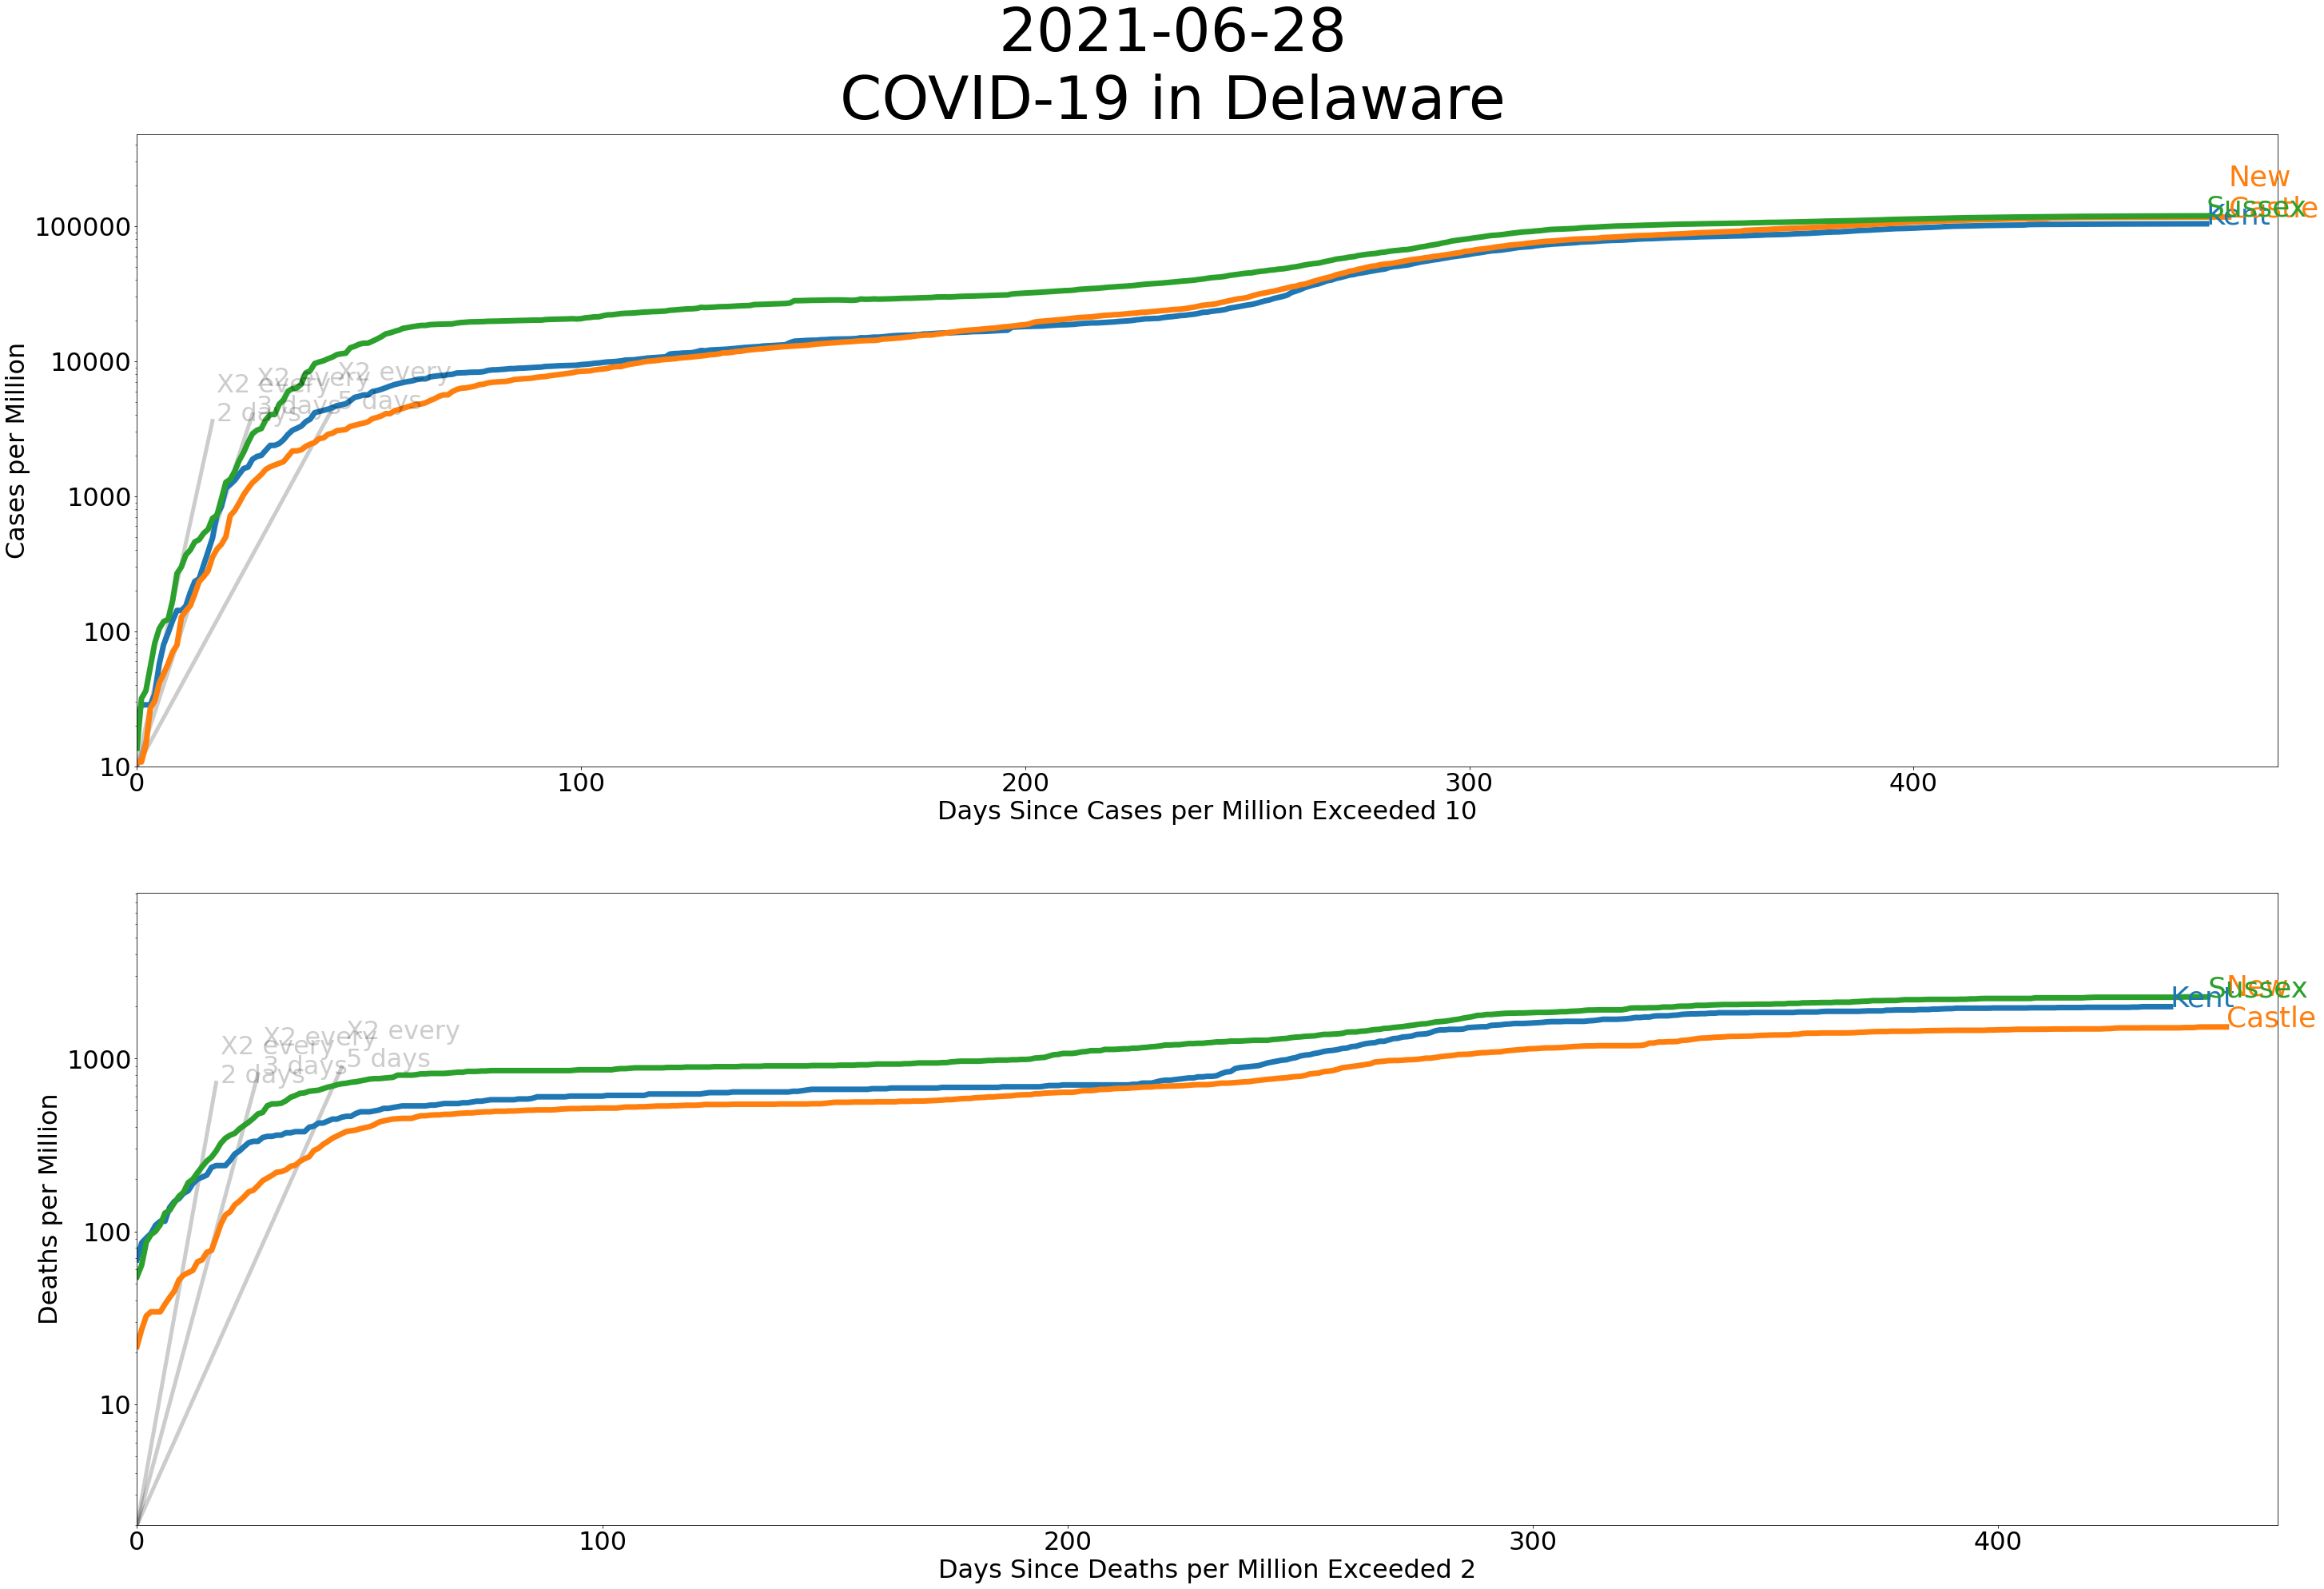 2021-06-28
COVID-19 in Delaware
Cases per Million
100000
10000
1000
100
10
New
Castle
Sussex
Kent
X2 every
2 days
X2 every
3 days
X2 every
5 days
0
100
200
300
400
Days Since Cases per Million Exceeded 10
Deaths per Million
1000
100
10
Kent
Sussex
New
Castle
X2 every
2 days
X2 every
3 days
X2 every
5 days
0
100
200
300
400
Days Since Deaths per Million Exceeded 2